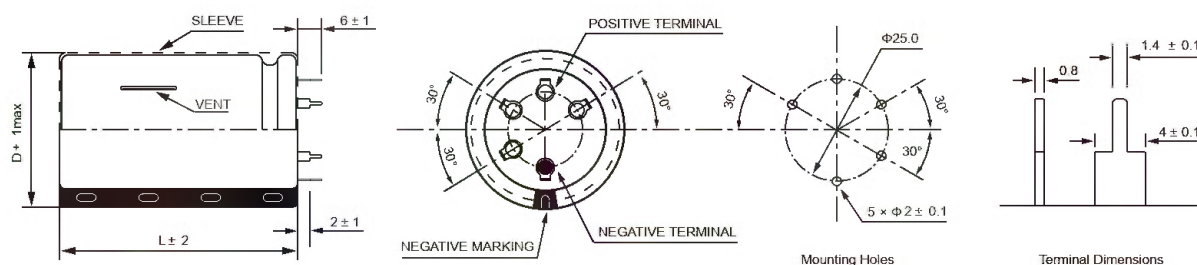 SLEEVE
6 ± 1
VENT
D + 1max
L ± 2
2 ± 1
POSITIVE TERMINAL
30°
30°
30°
NEGATIVE MARKING
NEGATIVE TERMINAL
Φ25.0
30°
30°
30°
5 × Φ 2 ± 0.1
Mounting Holes
1.4 ± 0.1
0.8
4 ± 0.1
Terminal Dimensions